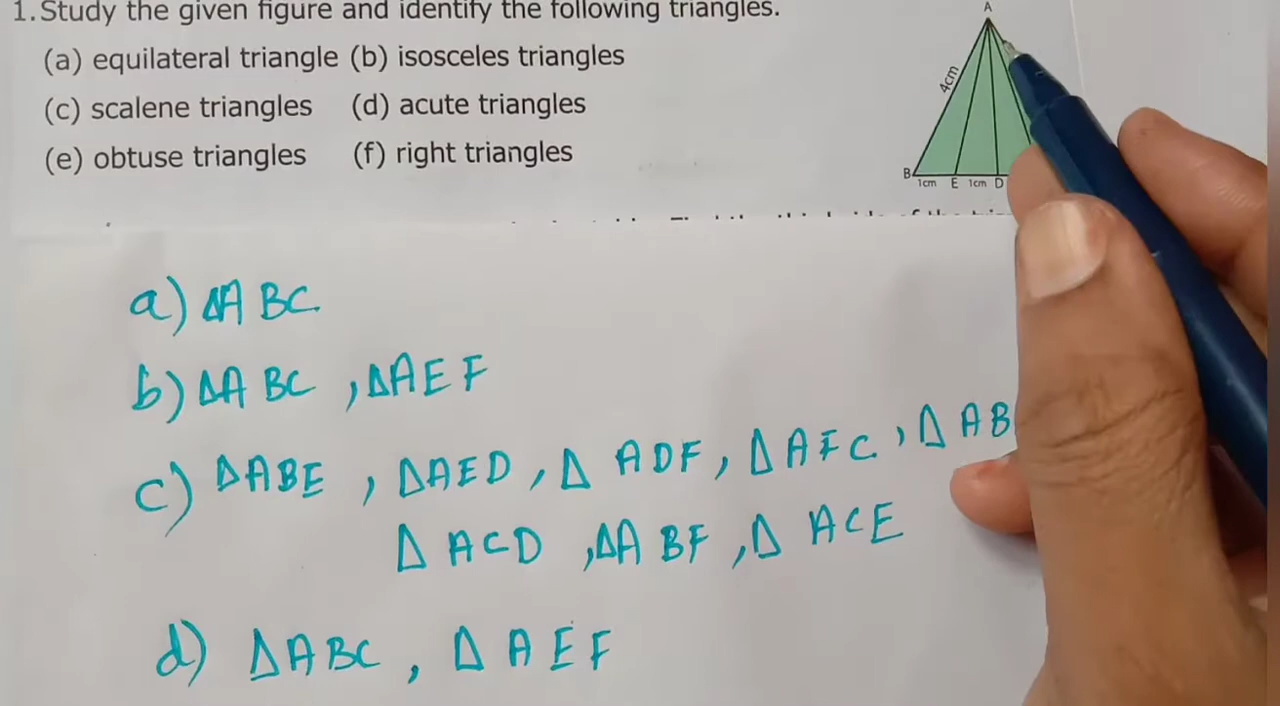 1. Study the given figure and identify the following triangles.
(a) equilateral triangle (b) isosceles triangles
(c) scalene triangles (d) acute triangles
(e) obtuse triangles (f) right triangles
A
4cm
B
1cm E 1cm D
a) ΔABC
b) ΔABC, ΔAEF
c) ΔABE, ΔAED, ΔADF, ΔAFC, ΔAB
ΔACD, ΔABF, ΔACE
d) ΔABC, ΔAEF